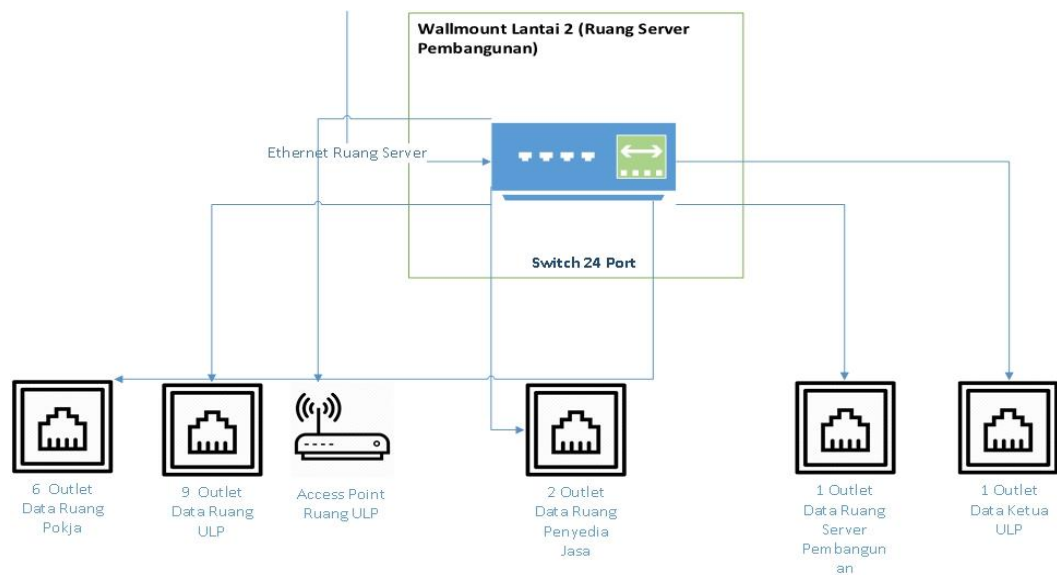 Wallmount Lantai 2 (Ruang Server
Pembangunan)
Ethernet Ruang Server
Switch 24 Port
6 Outlet
Data Ruang
Pokja
9 Outlet
Data Ruang
ULP
Access Point
Ruang ULP
2 Outlet
Data Ruang
Penyedia
Jasa
1 Outlet
Data Ruang
Server
Pembangun
an
1 Outlet
Data Ketua
ULP